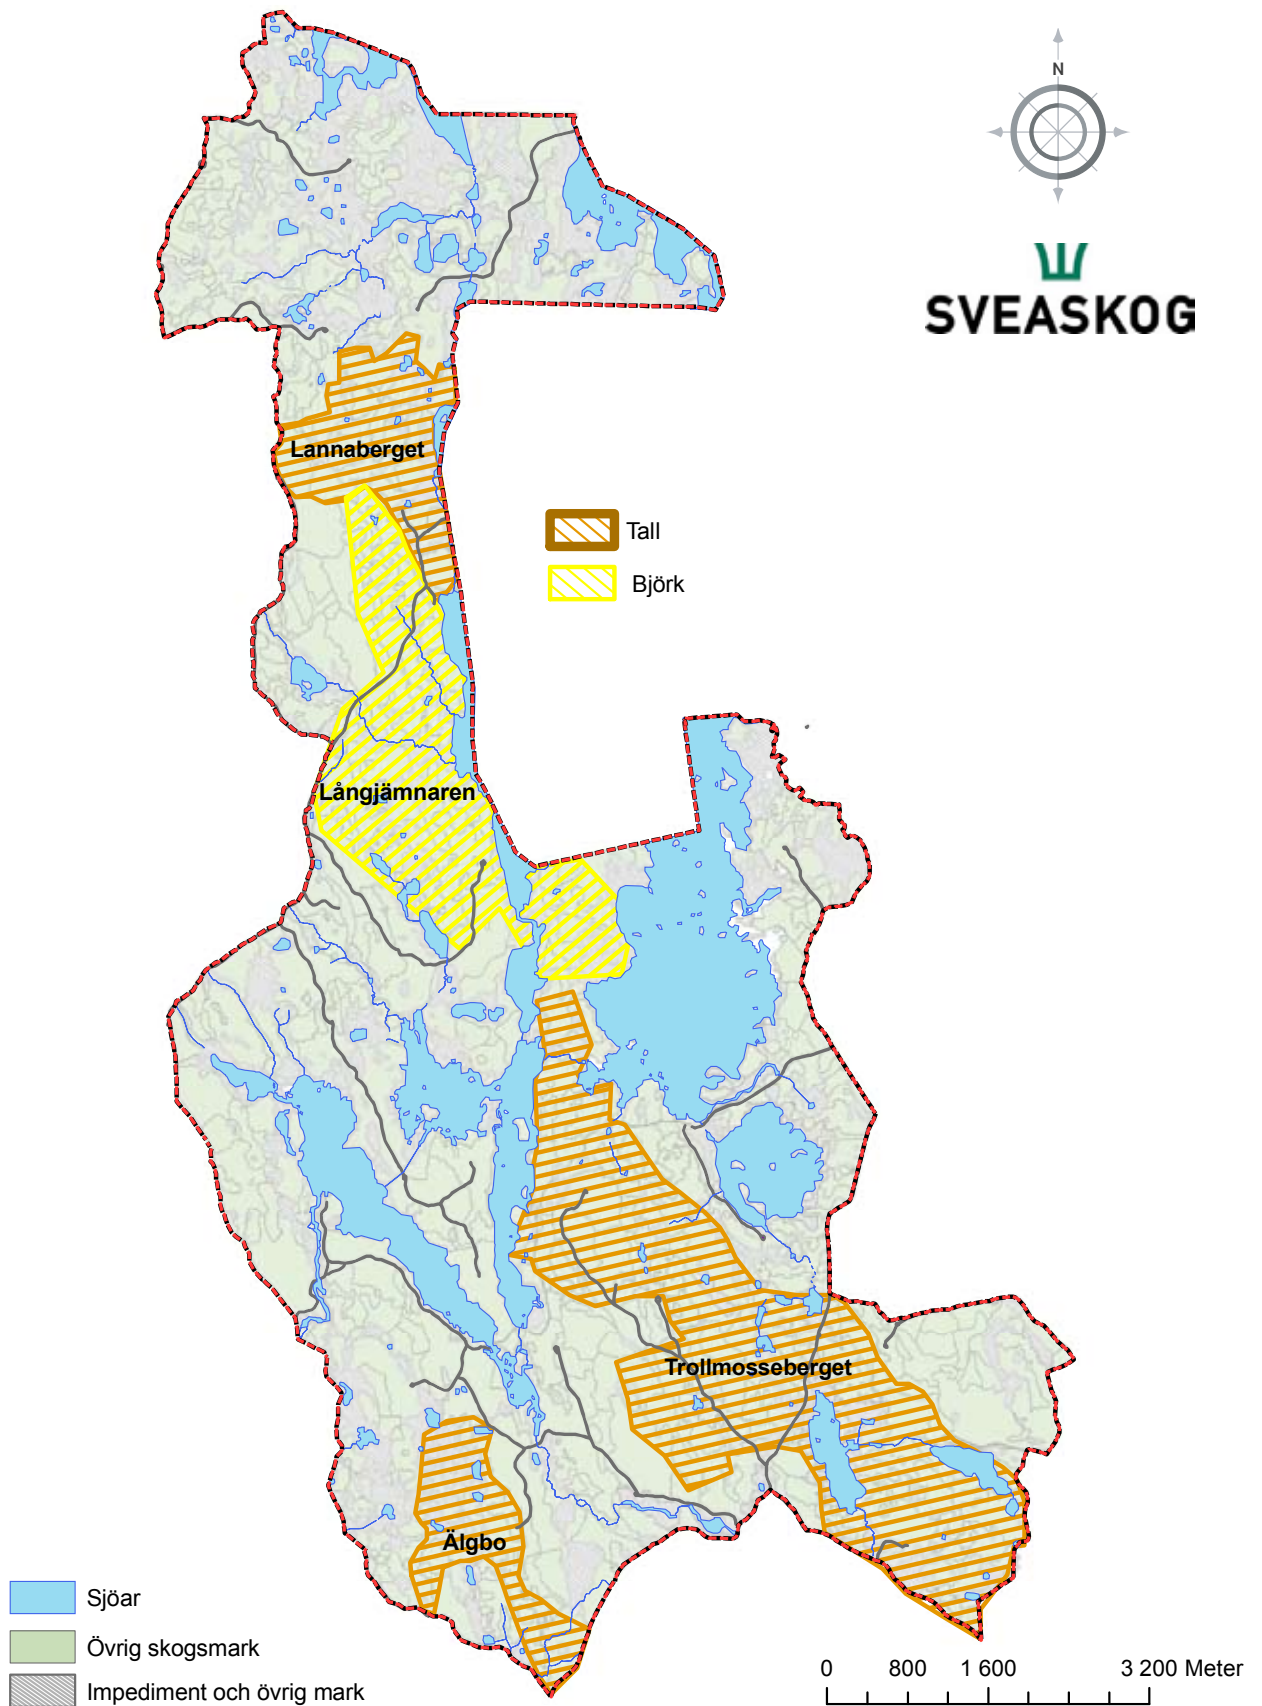 N
SVEASKOG
Lannaberget
Tall
Björk
Långjämnaren
Trollmosseberget
Älgbo
Sjöar
Övrig skogsmark
Impediment och övrig mark
0 800 1 600 3 200 Meter